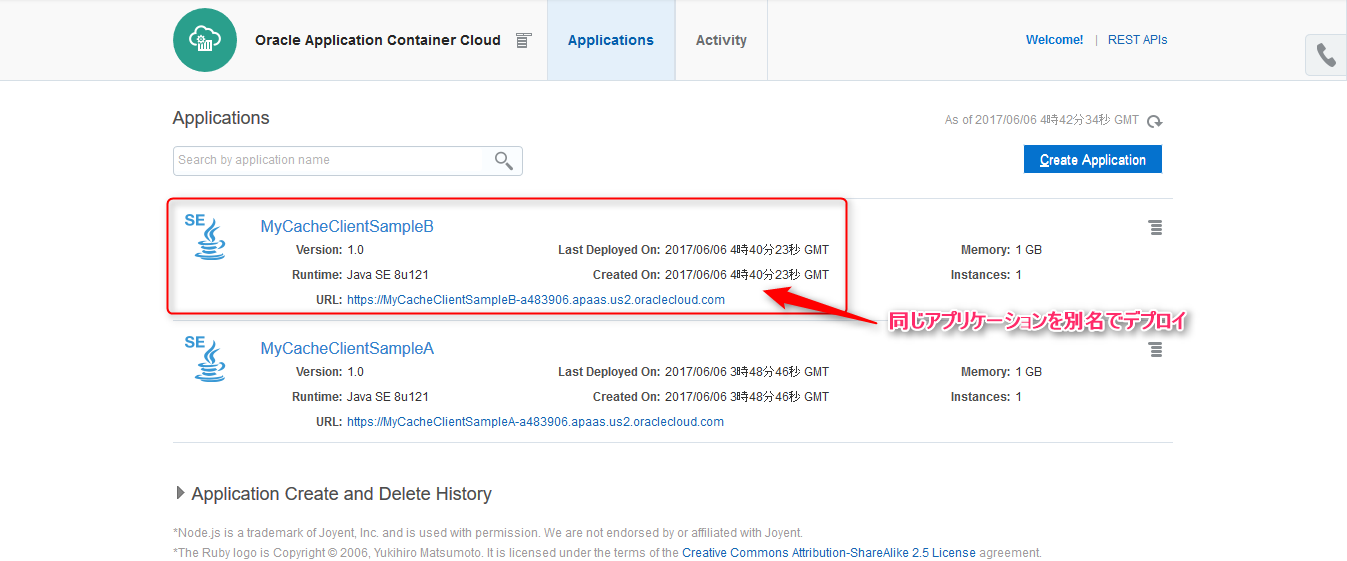 Oracle Application Container Cloud
Applications
Activity
Welcome! | REST APIs
Applications
As of 2017/06/06 4時42分34秒 GMT
Search by application name
Create Application
SE
MyCacheClientSampleB
Version: 1.0
Last Deployed On: 2017/06/06 4時40分23秒 GMT
Memory: 1 GB
Runtime: Java SE 8u121
Created On: 2017/06/06 4時40分23秒 GMT
Instances: 1
URL: https://MyCacheClientSampleB-a483906.apaas.us2.oraclecloud.com
同じアプリケーションを別名でデプロイ
SE
MyCacheClientSampleA
Version: 1.0
Last Deployed On: 2017/06/06 3時48分46秒 GMT
Memory: 1 GB
Runtime: Java SE 8u121
Created On: 2017/06/06 3時48分46秒 GMT
Instances: 1
URL: https://MyCacheClientSampleA-a483906.apaas.us2.oraclecloud.com
Application Create and Delete History
*Node.js is a trademark of Joyent, Inc. and is used with permission. We are not endorsed by or affiliated with Joyent.
*The Ruby logo is Copyright © 2006, Yukihiro Matsumoto. It is licensed under the terms of the Creative Commons Attribution-ShareAlike 2.5 License agreement.